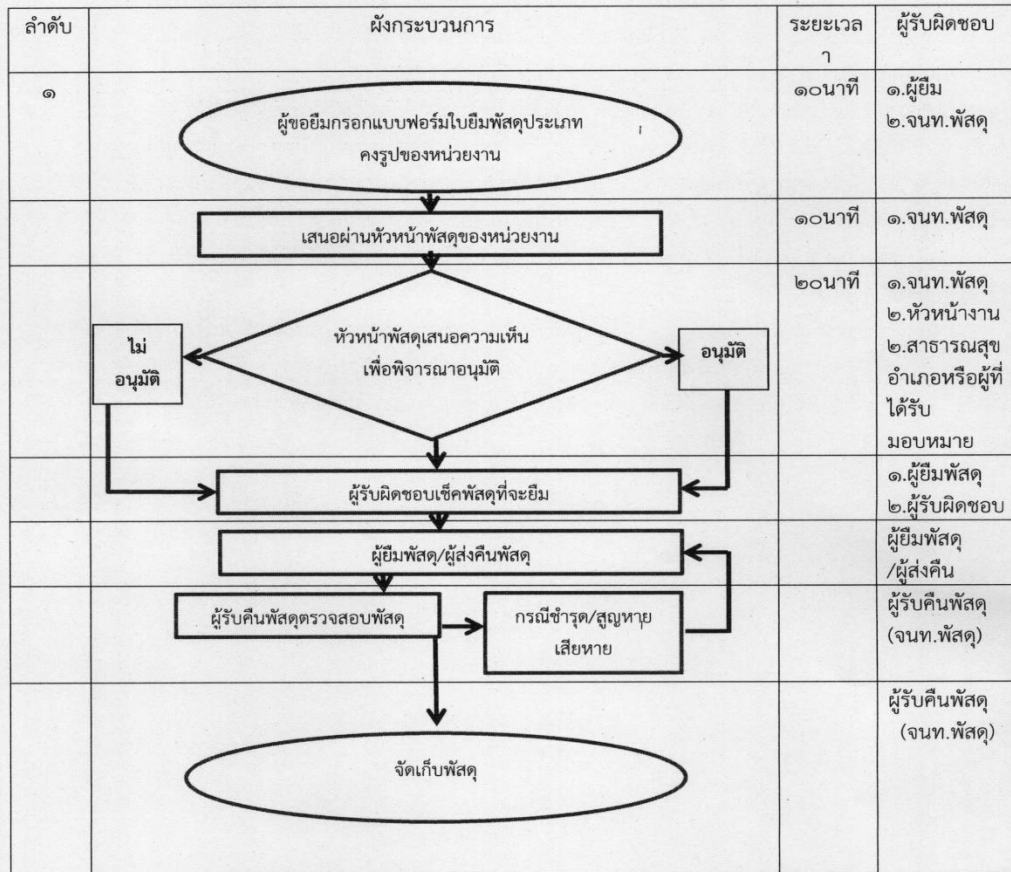 ลำดับ
ผังกระบวนการ
ระยะเวล
า
ผู้รับผิดชอบ
๑
ผู้ขอยืมกรอกแบบฟอร์มใบยืมพัสดุประเภท
คงรูปของหน่วยงาน
๑๐นาที
๑.ผู้ยืม
๒.จนท.พัสดุ
เสนอผ่านหัวหน้าพัสดุของหน่วยงาน
๑๐นาที
๑.จนท.พัสดุ
หัวหน้าพัสดุเสนอความเห็น
เพื่อพิจารณาอนุมัติ
ไม่
อนุมัติ
อนุมัติ
๒๐นาที
๑.จนท.พัสดุ
๒.หัวหน้างาน
๒.สาธารณสุข
อำเภอหรือผู้ที่
ได้รับ
มอบหมาย
ผู้รับผิดชอบเช็คพัสดุที่จะยืม
๑.ผู้ยืมพัสดุ
๒.ผู้รับผิดชอบ
ผู้ยืมพัสดุ/ผู้ส่งคืนพัสดุ
ผู้ยืมพัสดุ
/ผู้ส่งคืน
ผู้รับคืนพัสดุตรวจสอบพัสดุ
กรณีชำรุด/สูญหาย
เสียหาย
ผู้รับคืนพัสดุ
(จนท.พัสดุ)
จัดเก็บพัสดุ
ผู้รับคืนพัสดุ
(จนท.พัสดุ)